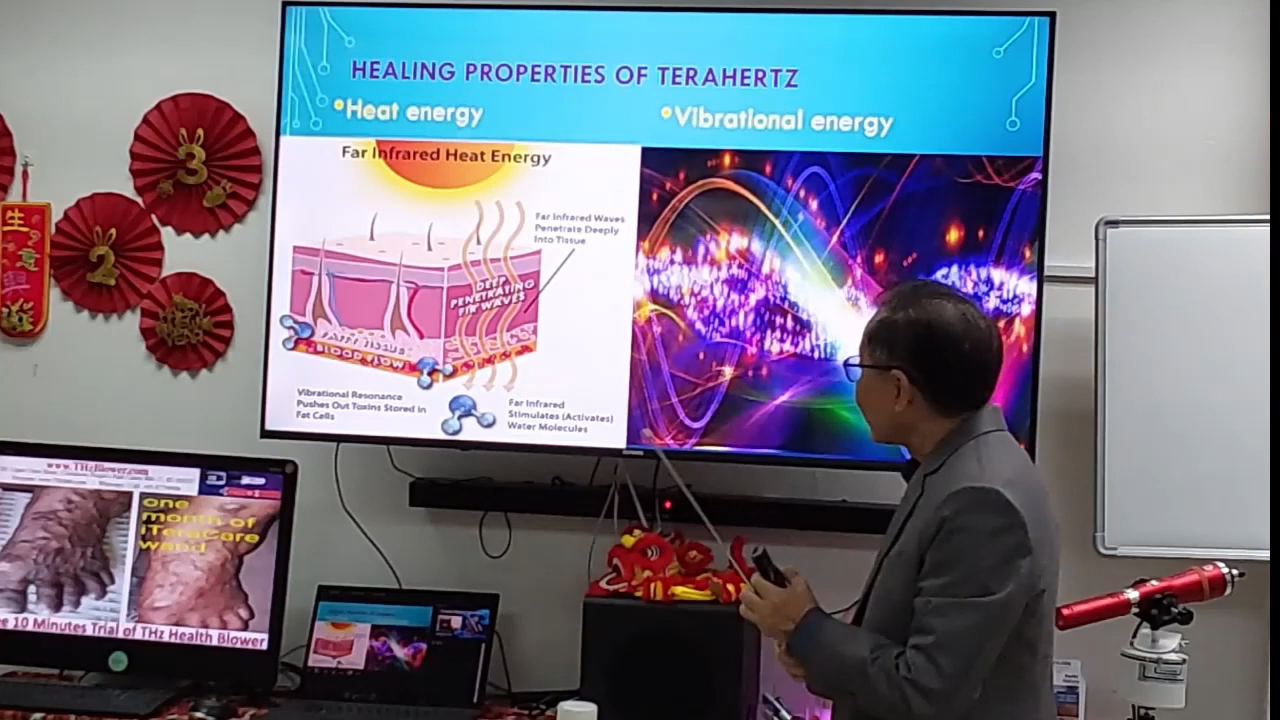 HEALING PROPERTIES OF TERAHERTZ
•Heat energy
•Vibrational energy
Far Infrared Heat Energy
Far Infrared Waves
Penetrate Deeply
Into Tissue
DEEP
PENETRATING
FIR WAVES
FATTY TISSUE
BLOOD FLOW
Vibrational Resonance
Pushes Out Toxins Stored in
Fat Cells
Far Infrared
Stimulates (Activates)
Water Molecules
3
2
生
意
www.THzBlower.com
one
month of
iTeraCare
wand
e 10 Minutes Trial of THz Health Blower